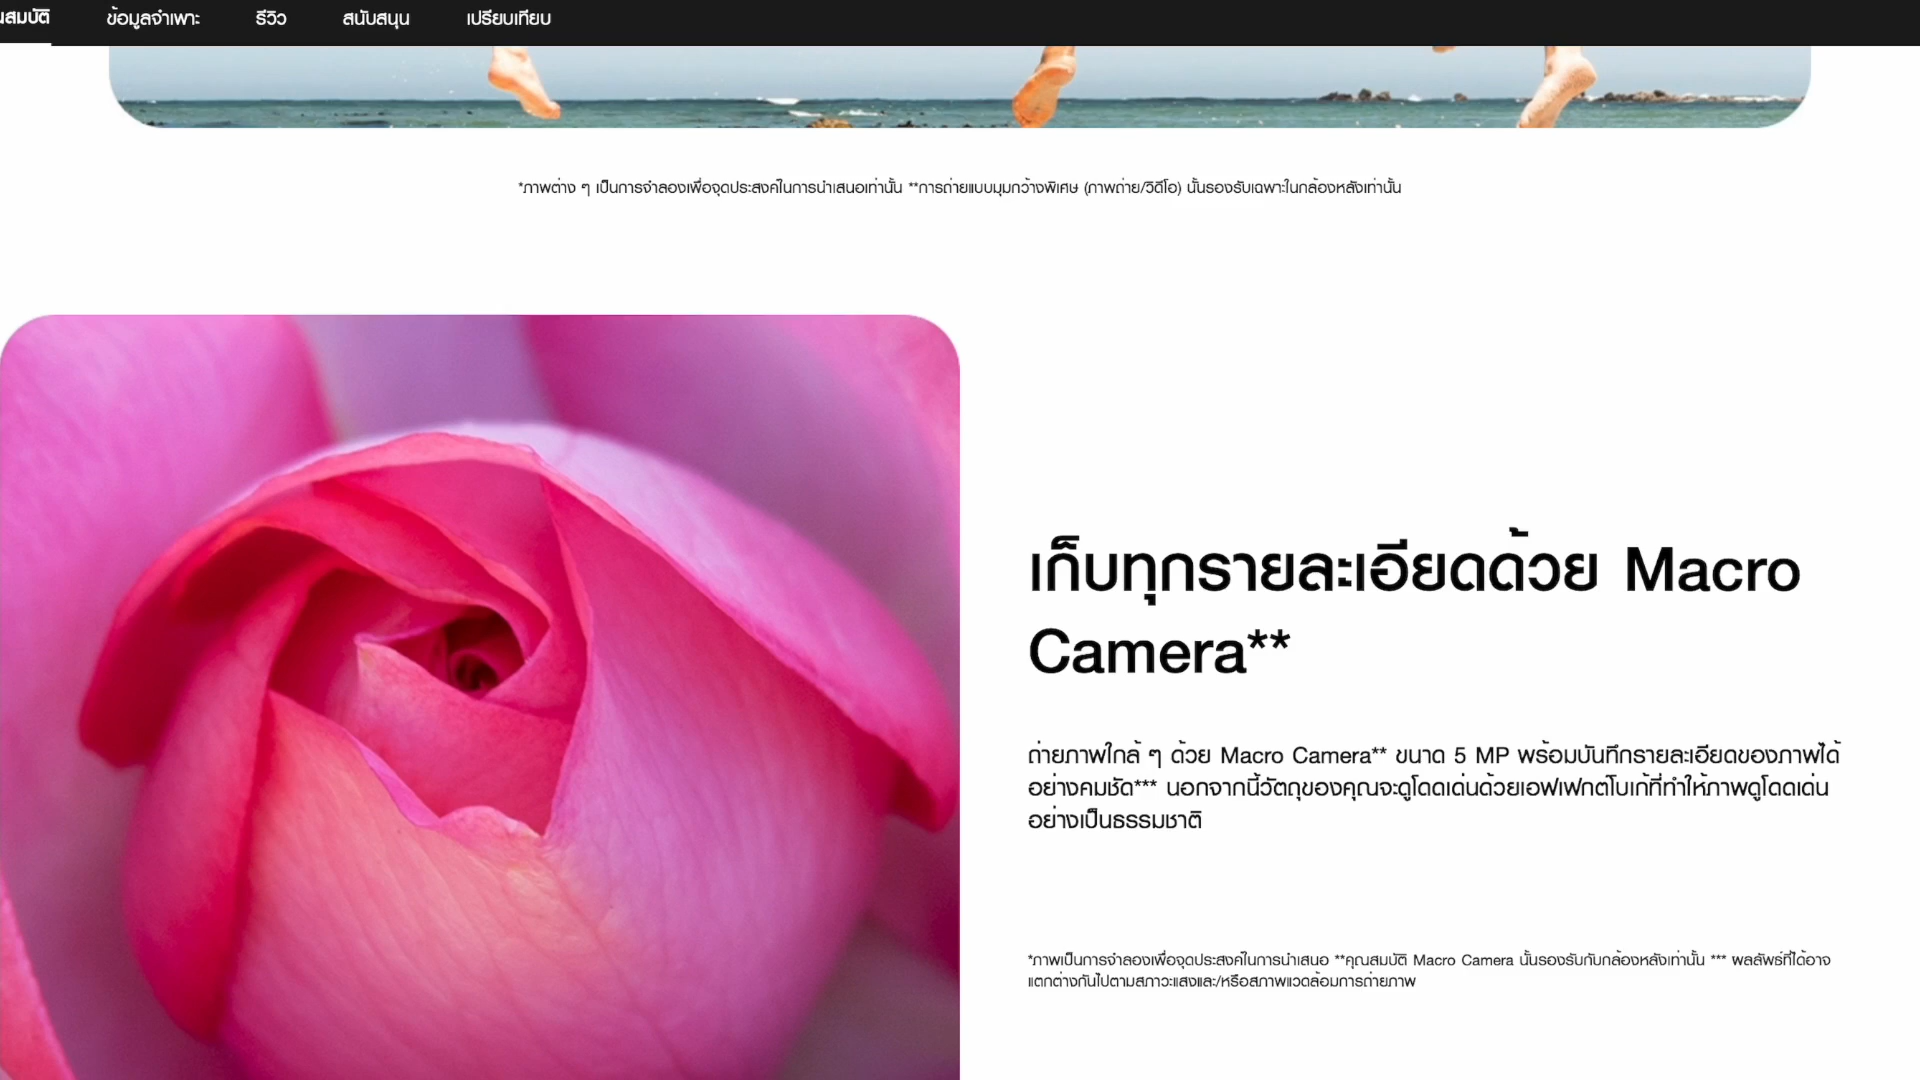 นสมบัติ ข้อมูลจำเพาะ รีวิว สนับสนุน เปรียบเทียบ
*ภาพต่าง ๆ เป็นการจำลองเพื่อจุดประสงค์ในการนำเสนอเท่านั้น **การถ่ายแบบมุมกว้างพิเศษ (ภาพถ่าย/วิดีโอ) นั้นรองรับเฉพาะในกล้องหลังเท่านั้น
เก็บทุกรายละเอียดด้วย Macro
Camera**
ถ่ายภาพใกล้ ๆ ด้วย Macro Camera** ขนาด 5 MP พร้อมบันทึกรายละเอียดของภาพได้
อย่างคมชัด*** นอกจากนี้วัตถุของคุณจะดูโดดเด่นด้วยเอฟเฟกต์โบเก้ที่ทำให้ภาพดูโดดเด่น
อย่างเป็นธรรมชาติ
*ภาพเป็นการจำลองเพื่อจุดประสงค์ในการนำเสนอ **คุณสมบัติ Macro Camera นั้นรองรับกับกล้องหลังเท่านั้น *** ผลลัพธ์ที่ได้อาจ
แตกต่างกันไปตามสภาวะแสงและ/หรือสภาพแวดล้อมการถ่ายภาพ